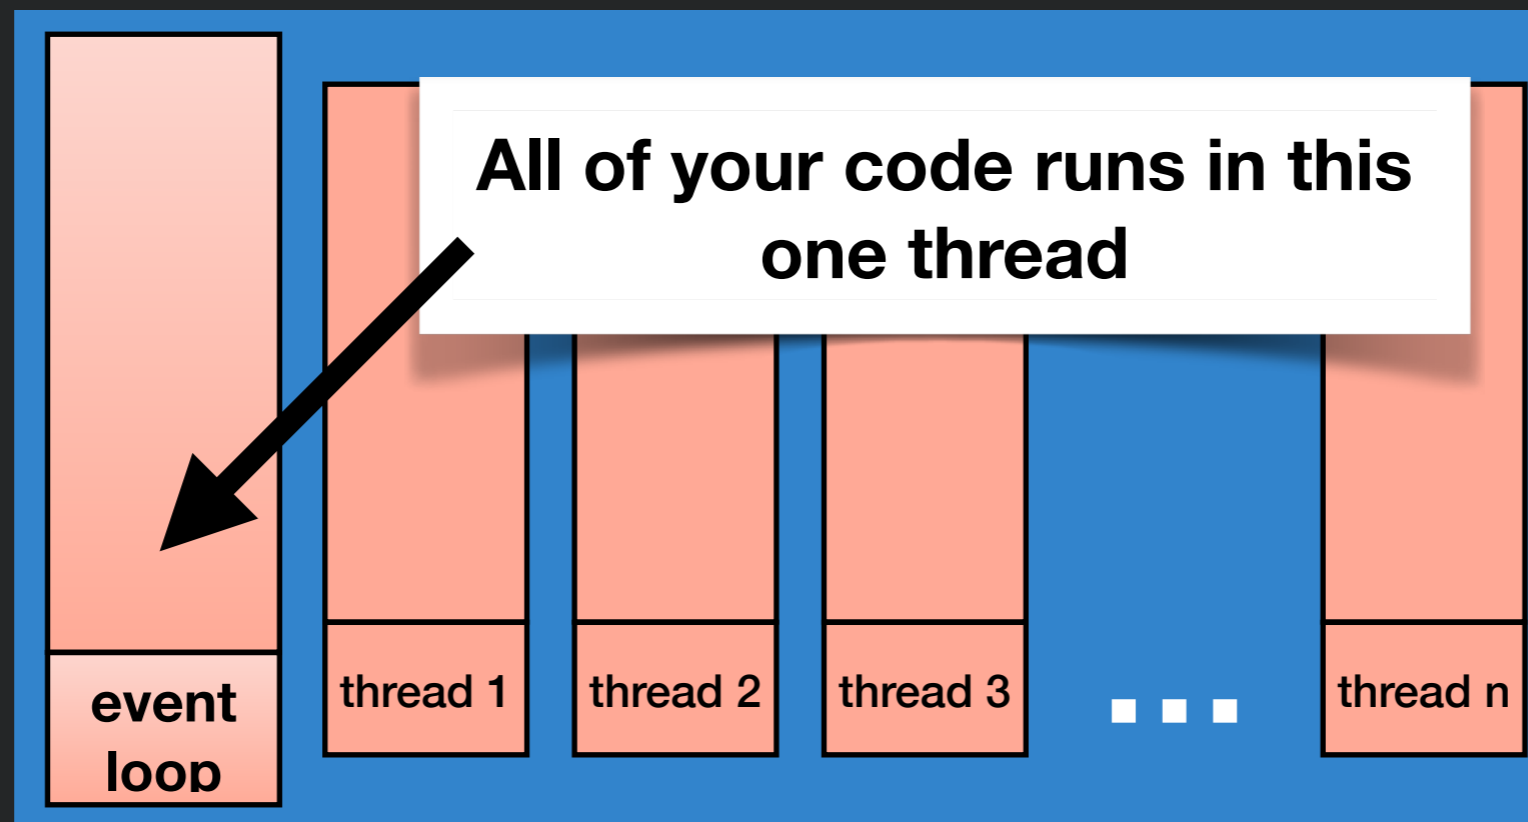 All of your code runs in this
one thread
event
loop
thread 1
thread 2
thread 3
...
thread n